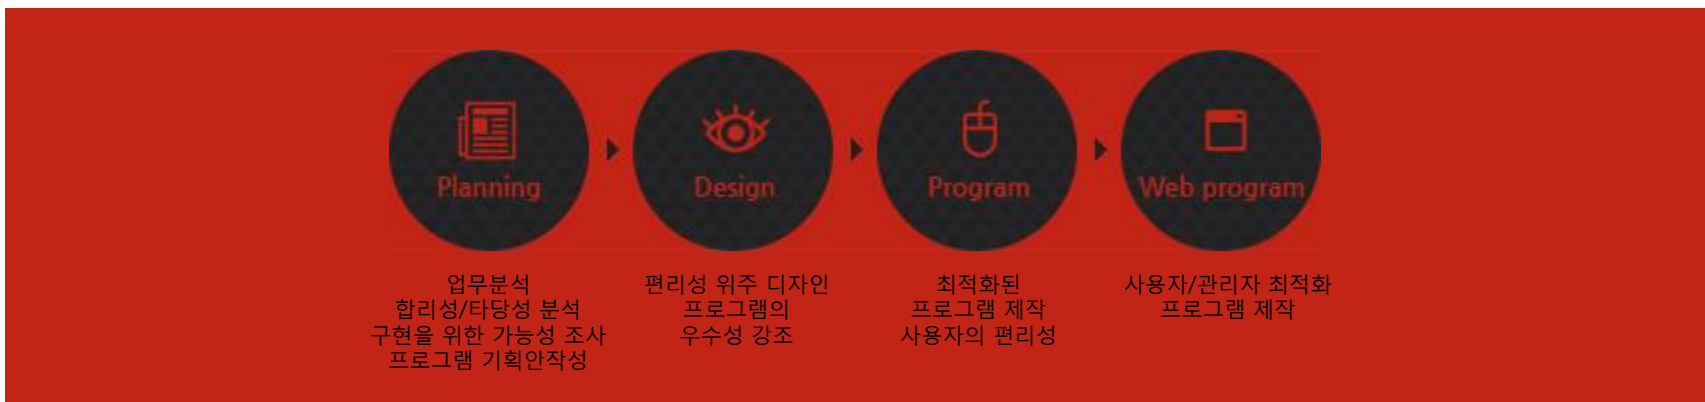 Planning
업무분석
합리성/타당성 분석
구현을 위한 가능성 조사
프로그램 기획안작성
Design
편리성 위주 디자인
프로그램의
우수성 강조
Program
최적화된
프로그램 제작
사용자의 편리성
Web program
사용자/관리자 최적화
프로그램 제작